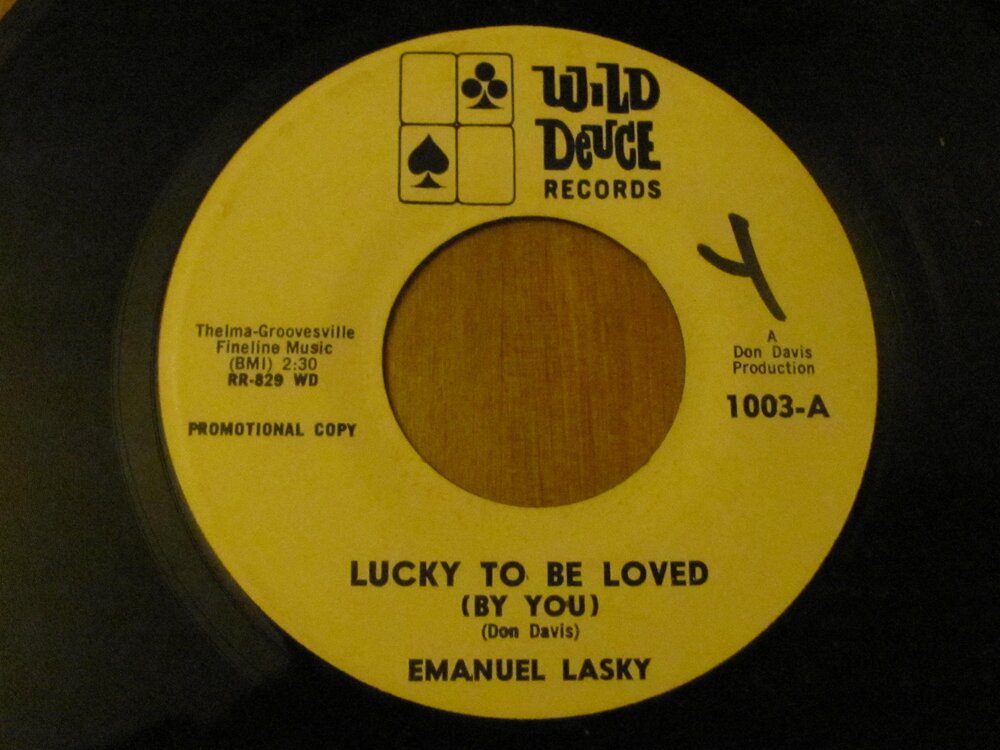 WILD
DEUCE
RECORDS
Y
Thelma-Groovesville
Fineline Music
(BMI) 2:30
RR-829 WD
PROMOTIONAL COPY
A
Don Davis
Production
1003-A
LUCKY TO BE LOVED
(BY YOU)
(Don Davis)
EMANUEL LASKY